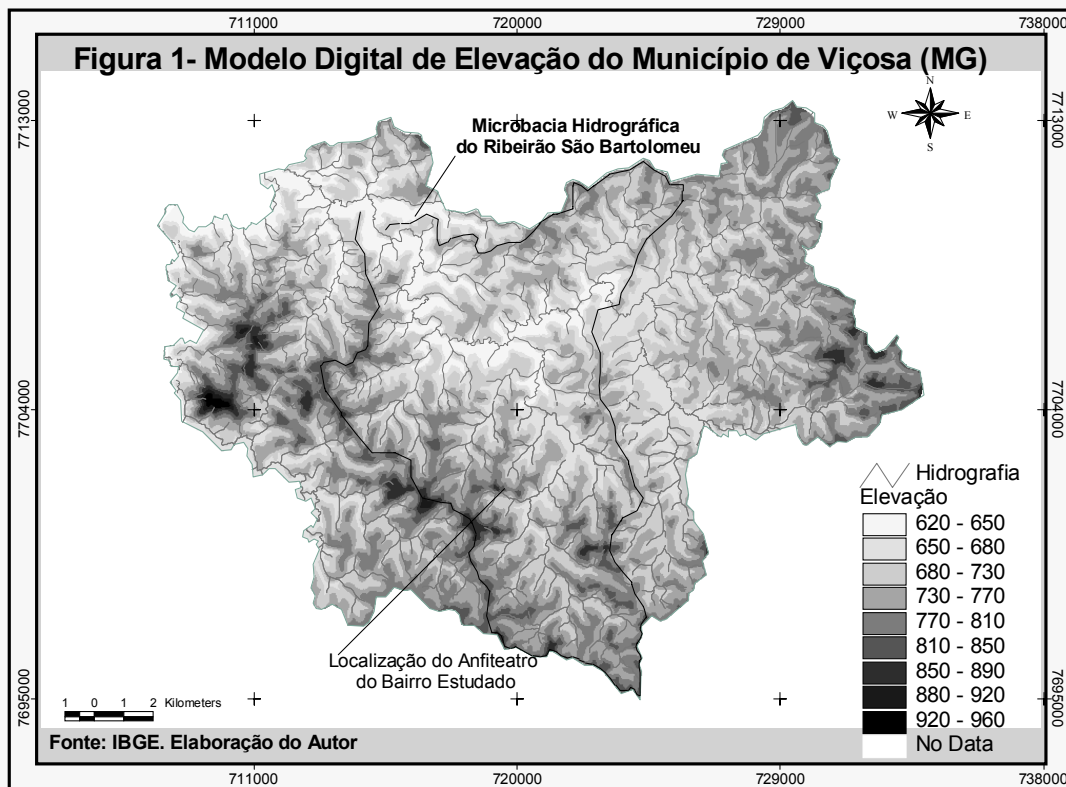 711000
720000
729000
738000
Figura 1- Modelo Digital de Elevação do Município de Viçosa (MG)
7713000
7713000
N
W
E
S
Microbacia Hidrográfica
do Ribeirão São Bartolomeu
7704000
7704000
Hidrografia
Elevação
620 - 650
650 - 680
680 - 730
730 - 770
770 - 810
810 - 850
850 - 890
880 - 920
920 - 960
No Data
Localização do Anfiteatro
do Bairro Estudado
7695000
7695000
1 0 1 2 Kilometers
Fonte: IBGE. Elaboração do Autor
711000
720000
729000
738000